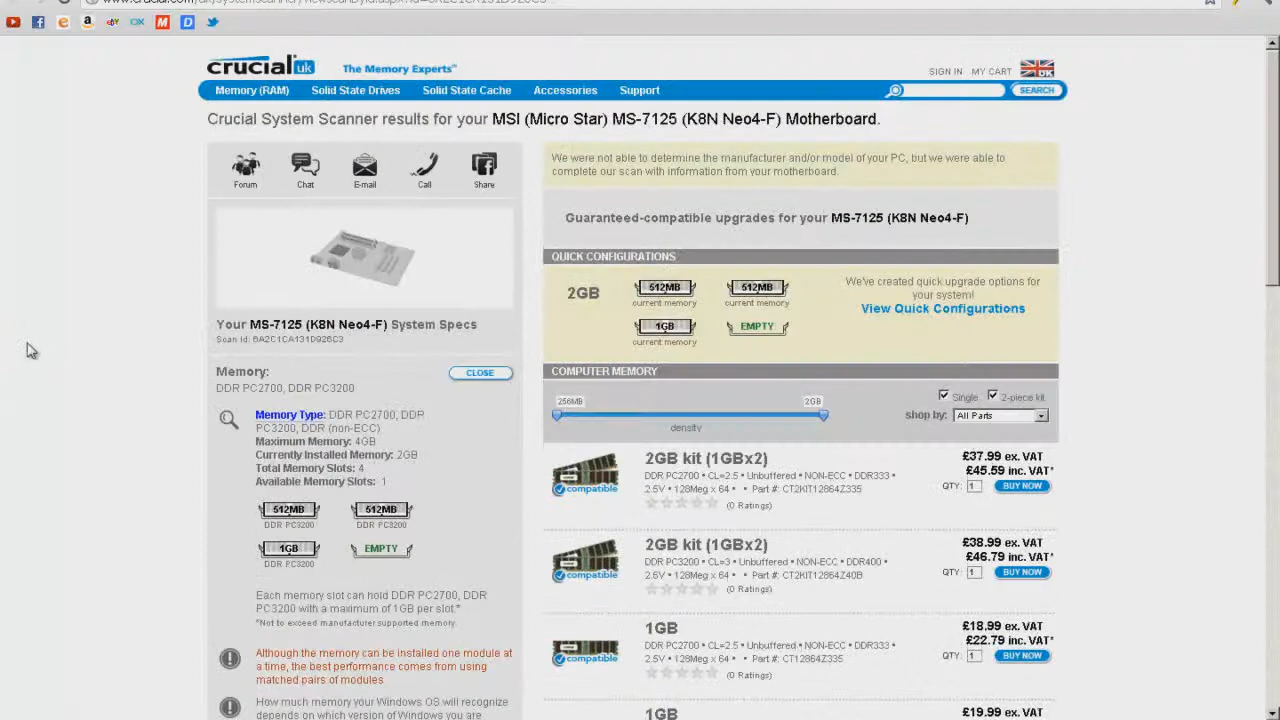 crucial uk The Memory Experts™
SIGN IN MY CART
UK
Memory (RAM) Solid State Drives Solid State Cache Accessories Support SEARCH
Crucial System Scanner results for your MSI (Micro Star) MS-7125 (K8N Neo4-F) Motherboard.
Forum Chat E-mail Call Share
Your MS-7125 (K8N Neo4-F) System Specs
Scan Id: 6A2C1CA131D926C3
Memory: CLOSE
DDR PC2700, DDR PC3200
Memory Type: DDR PC2700, DDR
PC3200, DDR (non-ECC)
Maximum Memory: 4GB
Currently Installed Memory: 2GB
Total Memory Slots: 4
Available Memory Slots: 1
512MB 512MB
DDR PC3200 DDR PC3200
1GB EMPTY
DDR PC3200
Each memory slot can hold DDR PC2700, DDR
PC3200 with a maximum of 1GB per slot.*
*Not to exceed manufacturer supported memory.
Although the memory can be installed one module at
a time, the best performance comes from using
matched pairs of modules.
How much memory your Windows OS will recognize
depends on which version of Windows you are
We were not able to determine the manufacturer and/or model of your PC, but we were able to
complete our scan with information from your motherboard.
Guaranteed-compatible upgrades for your MS-7125 (K8N Neo4-F)
QUICK CONFIGURATIONS
2GB
512MB 512MB
current memory current memory
1GB EMPTY
current memory
We've created quick upgrade options for
your system!
View Quick Configurations
COMPUTER MEMORY
256MB 2GB
density
Single 2-piece kit
shop by: All Parts
2GB kit (1GBx2)
DDR PC2700 • CL=2.5 • Unbuffered • NON-ECC • DDR333 •
2.5V • 128Meg x 64 • • Part #: CT2KIT12864Z335
(0 Ratings)
compatible
£37.99 ex. VAT
£45.59 inc. VAT*
QTY: 1 BUY NOW
2GB kit (1GBx2)
DDR PC3200 • CL=3 • Unbuffered • NON-ECC • DDR400 •
2.5V • 128Meg x 64 • • Part #: CT2KIT12864Z40B
(0 Ratings)
compatible
£38.99 ex. VAT
£46.79 inc. VAT*
QTY: 1 BUY NOW
1GB
DDR PC2700 • CL=2.5 • Unbuffered • NON-ECC • DDR333 •
2.5V • 128Meg x 64 • • Part #: CT12864Z335
(0 Ratings)
compatible
£18.99 ex. VAT
£22.79 inc. VAT*
QTY: 1 BUY NOW
1GB
£19.99 ex. VAT